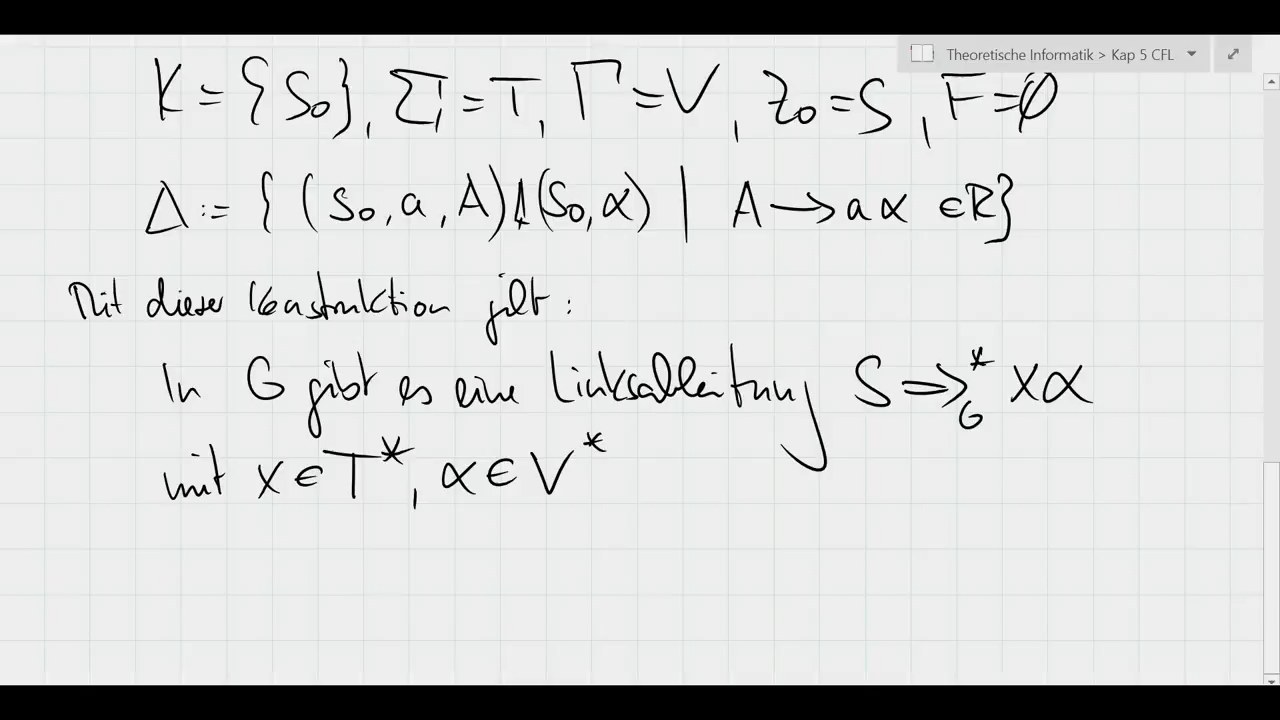 Theoretische Informatik > Kap 5 CFL
K = {S₀}, Σ = T, Γ = V, z₀ = S, F = ∅
Δ := { (s₀, a, A) Δ (s₀, α) | A → aα ∈ R}
Mit dieser Konstruktion gilt:
In G gibt es eine Linksableitung S ⇒*_G xα
mit x ∈ T*, α ∈ V*